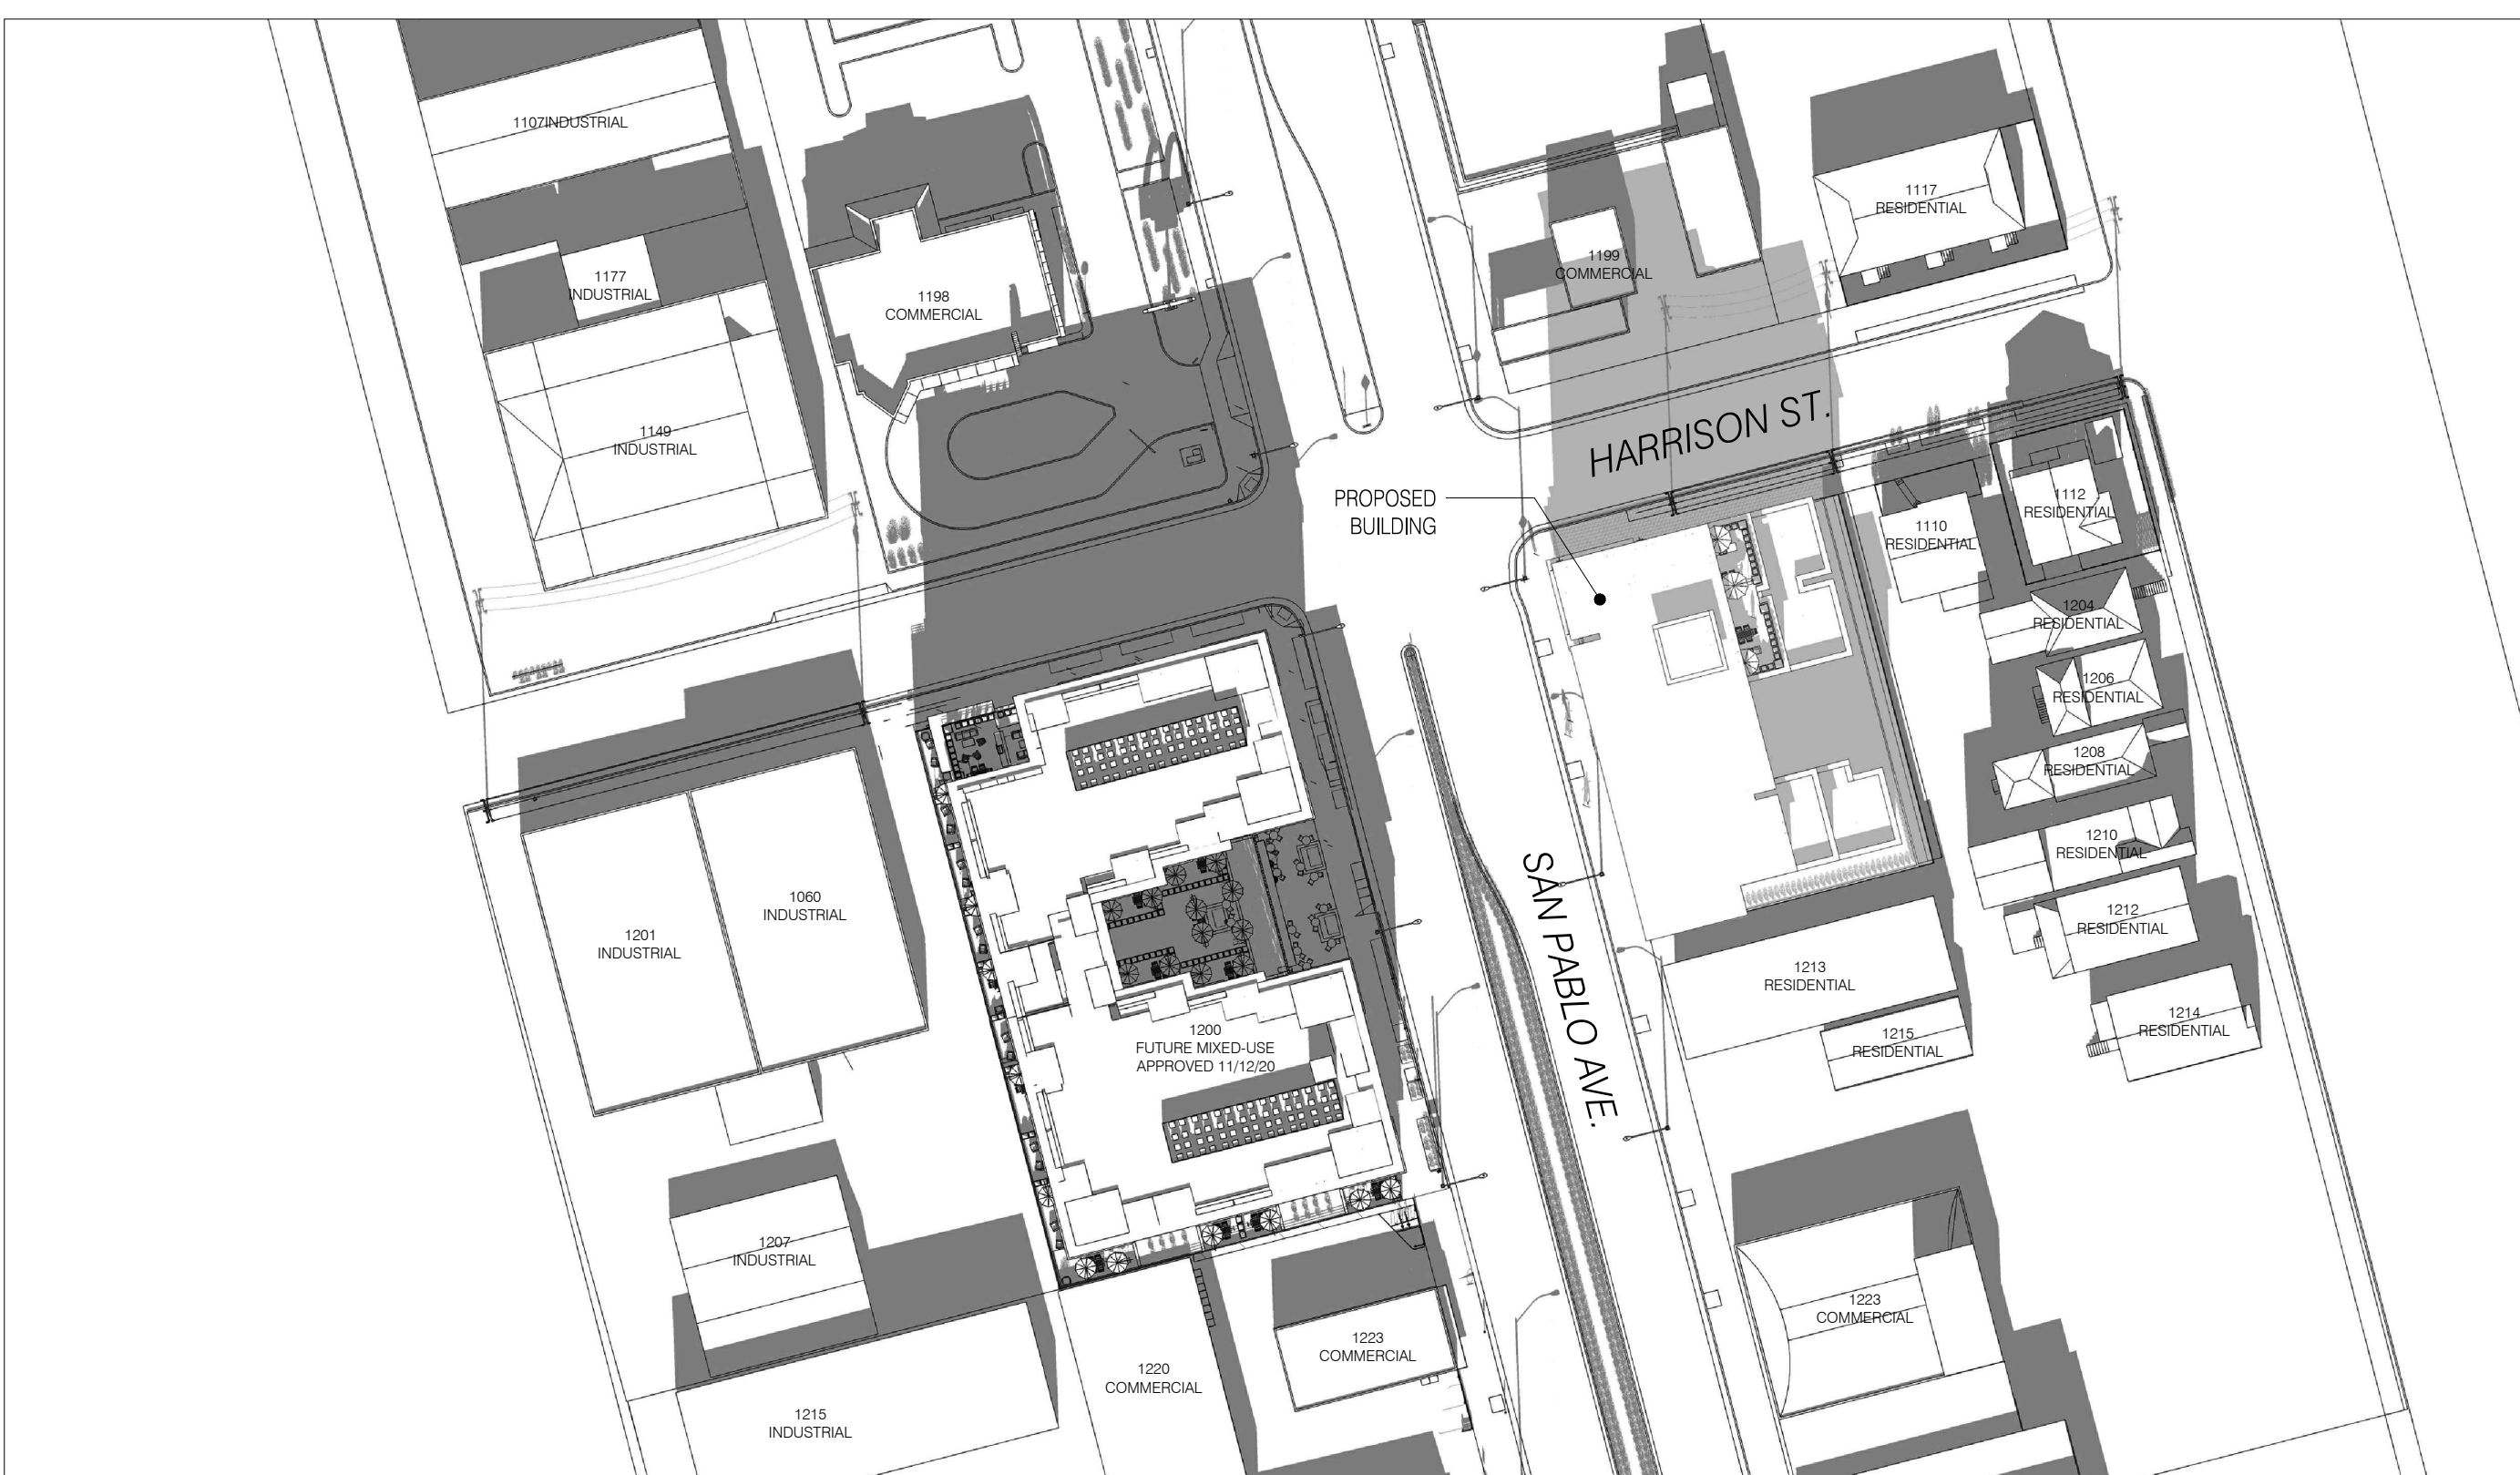 1107INDUSTRIAL
1177
INDUSTRIAL
1198
COMMERCIAL
1199
COMMERCIAL
1117
RESIDENTIAL
1149
INDUSTRIAL
HARRISON ST.
PROPOSED
BUILDING
1110
RESIDENTIAL
1112
RESIDENTIAL
1204
RESIDENTIAL
1206
RESIDENTIAL
1208
RESIDENTIAL
1210
RESIDENTIAL
1060
INDUSTRIAL
1201
INDUSTRIAL
SAN PABLO AVE.
1212
RESIDENTIAL
1213
RESIDENTIAL
1200
FUTURE MIXED-USE
APPROVED 11/12/20
1215
RESIDENTIAL
1214
RESIDENTIAL
1207
INDUSTRIAL
1223
COMMERCIAL
1223
COMMERCIAL
1220
COMMERCIAL
1215
INDUSTRIAL